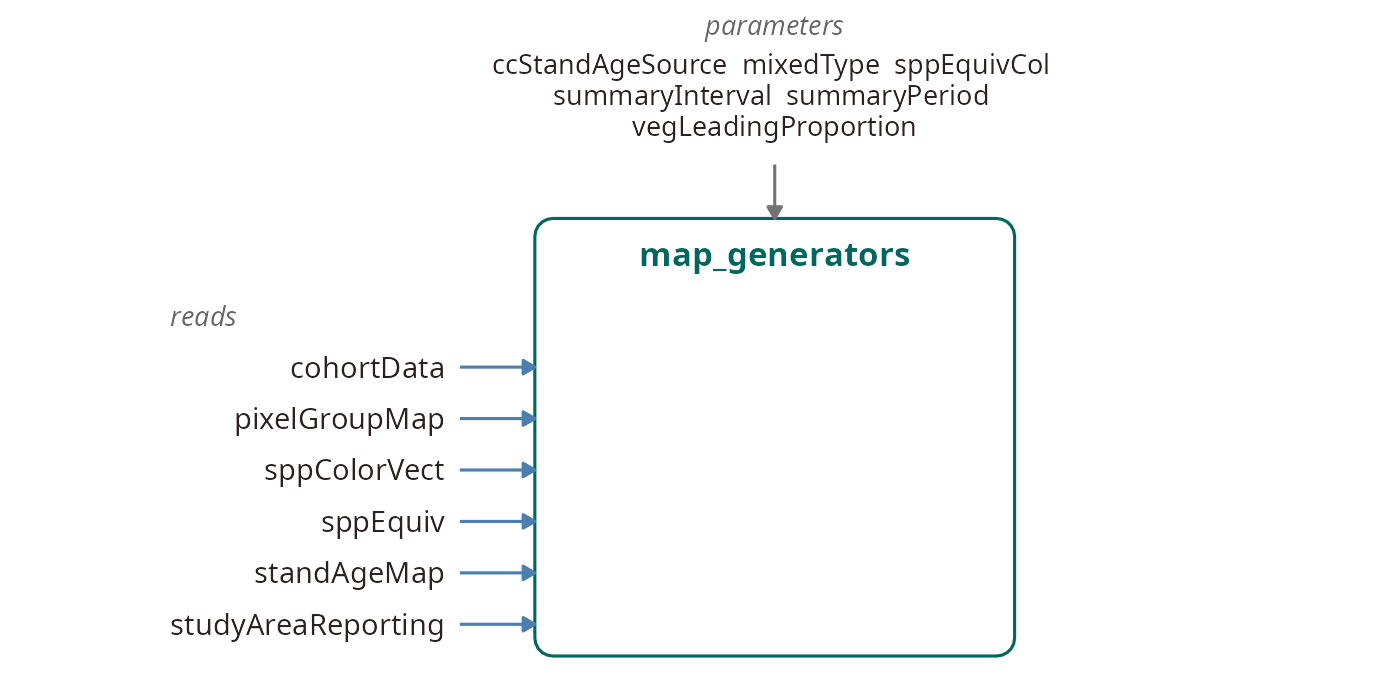 parameters
ccStandAgeSource mixedType sppEquivCol
summaryInterval summaryPeriod
vegLeadingProportion
map_generators
reads
cohortData
pixelGroupMap
sppColorVect
sppEquiv
standAgeMap
studyAreaReporting